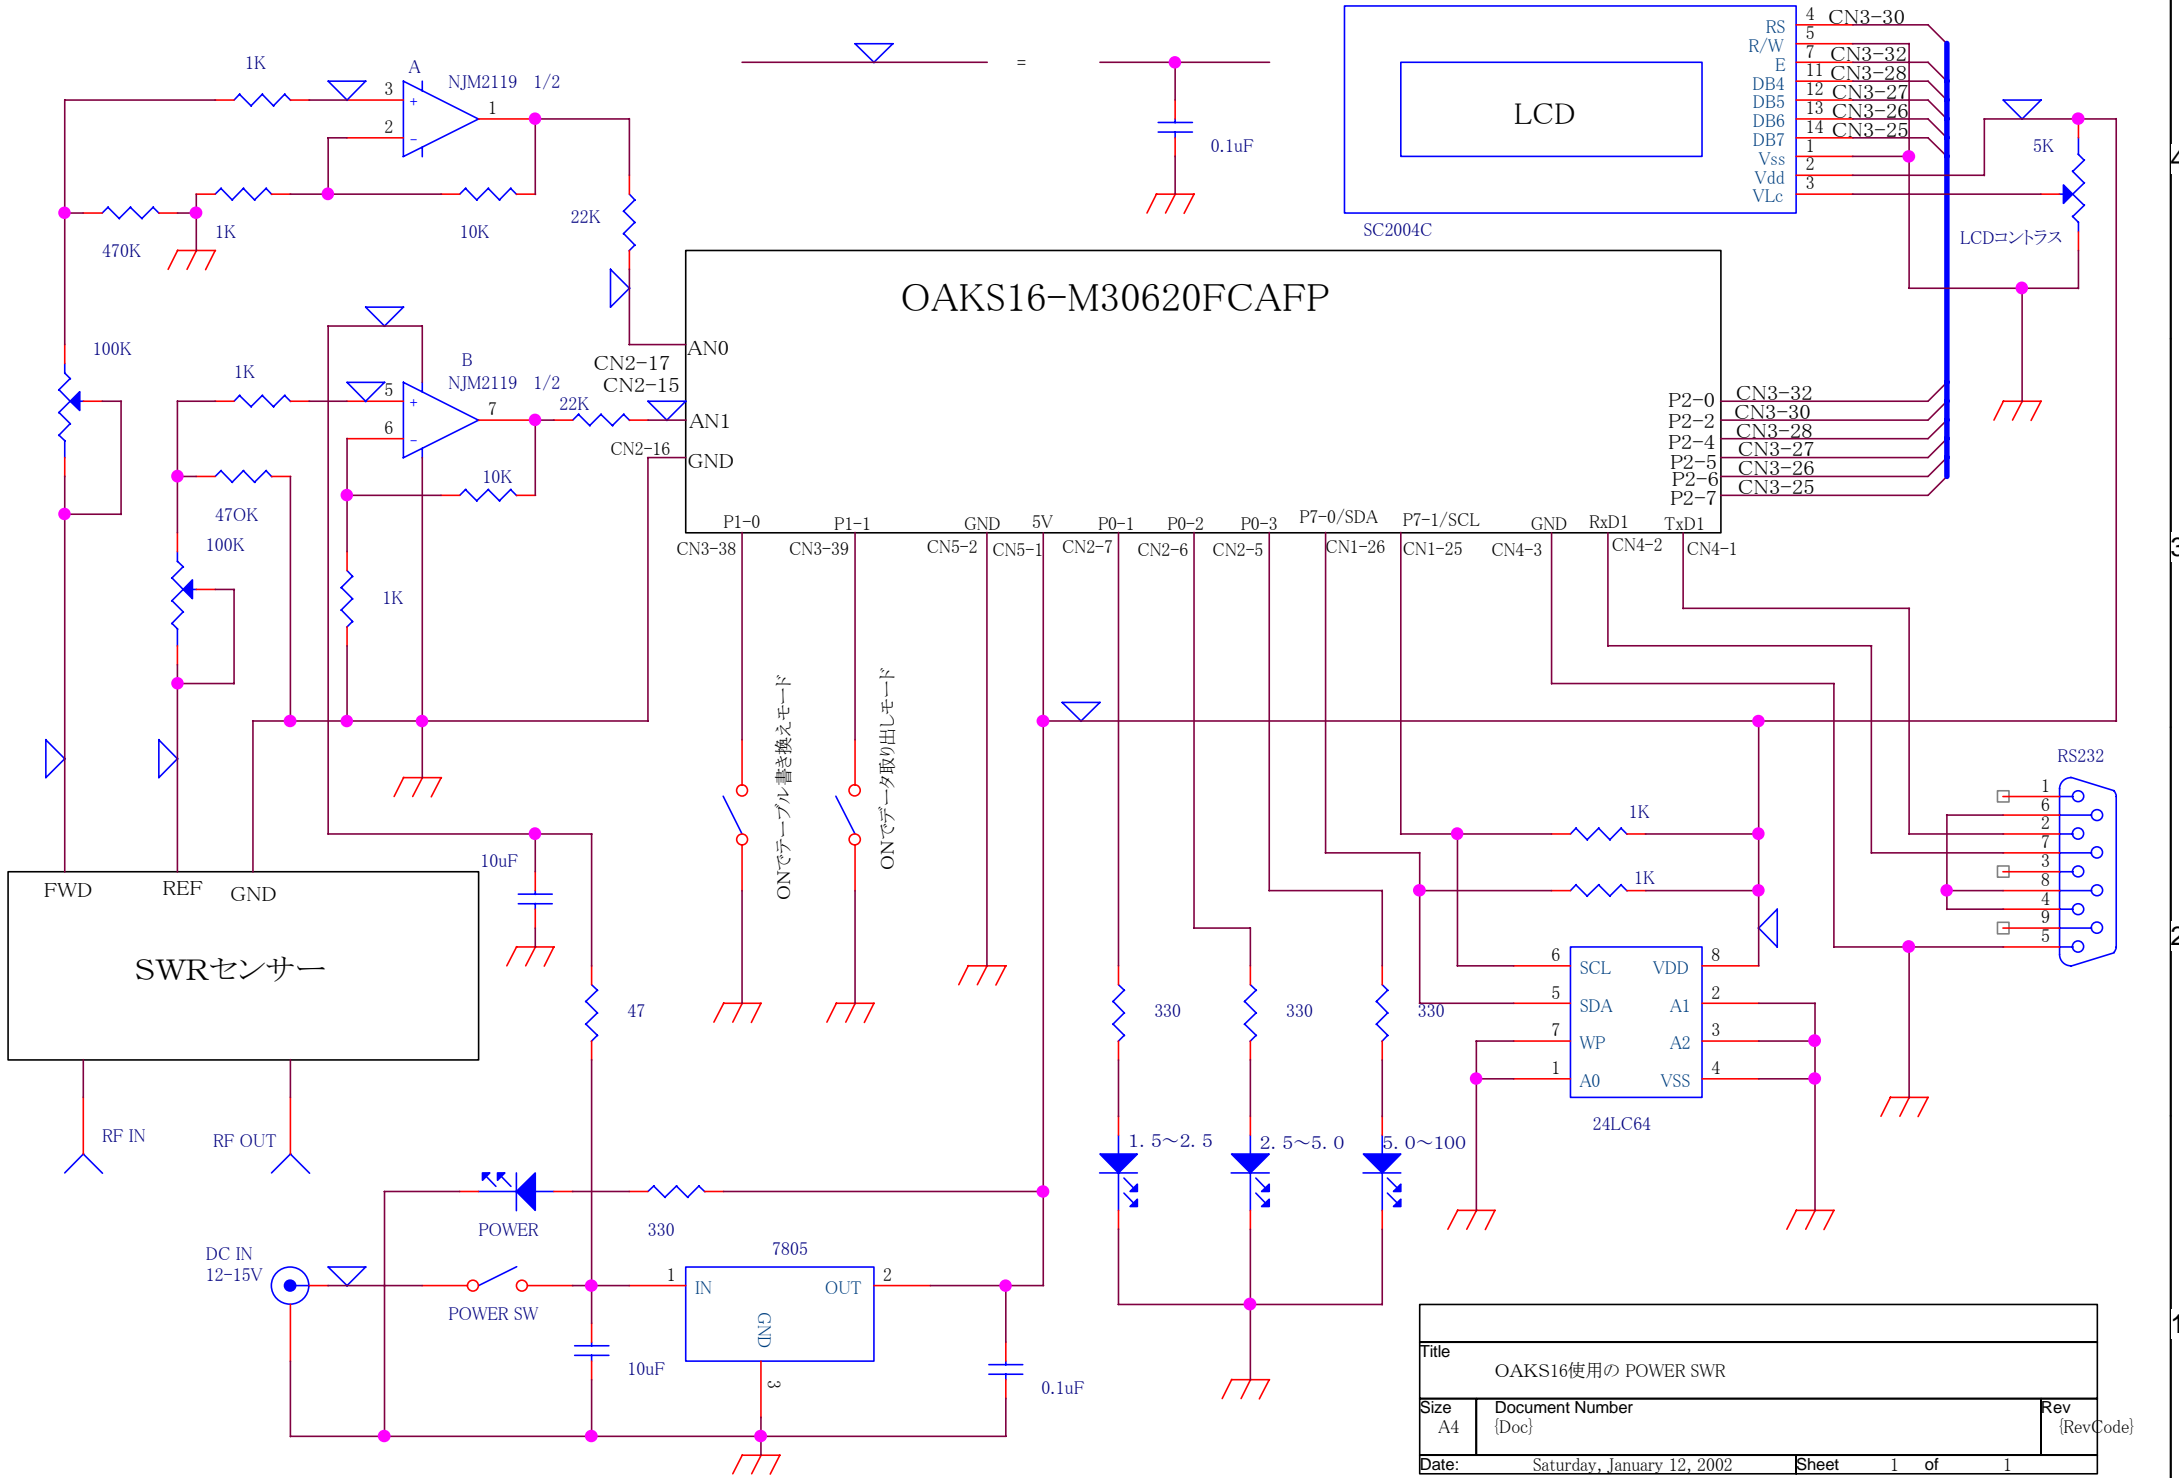 1K
A
NJM2119 1/2
3
+
2
-
1
470K
1K
10K
22K
=
0.1uF
LCD
SC2004C
RS
R/W
E
DB4
DB5
DB6
DB7
Vss
Vdd
VLc
4 CN3-30
5
7 CN3-32
11 CN3-28
12 CN3-27
13 CN3-26
14 CN3-25
1
2
3
5K
LCDコントラス
4
OAKS16-M30620FCAFP
100K
1K
B
NJM2119 1/2
5
+
6
-
7
22K
10K
47OK
100K
1K
AN0
CN2-17
CN2-15
AN1
CN2-16
GND
P2-0 CN3-32
P2-2 CN3-30
P2-4 CN3-28
P2-5 CN3-27
P2-6 CN3-26
P2-7 CN3-25
P1-0
P1-1
GND
5V
P0-1
P0-2
P0-3
P7-0/SDA
P7-1/SCL
GND
RxD1
TxD1
CN3-38
CN3-39
CN5-2
CN5-1
CN2-7
CN2-6
CN2-5
CN1-26
CN1-25
CN4-3
CN4-2
CN4-1
3
ONでテーブル書き換えモード
ONでデータ取り出しモード
RS232
1
6
2
7
3
8
4
9
5
1K
1K
2
FWD
REF
GND
SWRセンサー
10uF
47
330
330
330
6 SCL
5 SDA
7 WP
1 A0
VDD 8
A1 2
A2 3
VSS 4
24LC64
RF IN
RF OUT
1.5～2.5
2.5～5.0
5.0～100
POWER
330
DC IN
12-15V
POWER SW
7805
1
IN
OUT
2
GND
3
10uF
0.1uF
1
Title
OAKS16使用の POWER SWR
Size
A4
Document Number
{Doc}
Rev
{RevCode}
Date: Saturday, January 12, 2002
Sheet 1 of 1